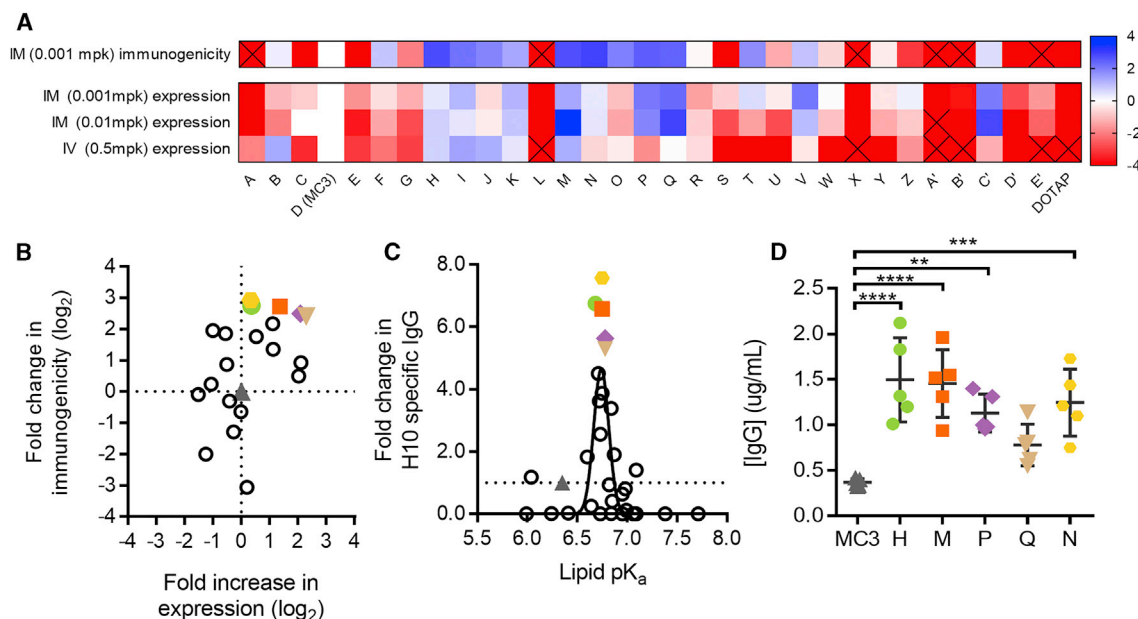 A
IM (0.001 mpk) immunogenicity
IM (0.001mpk) expression
IM (0.01mpk) expression
IV (0.5mpk) expression
A B C D (MC3) E F G H I J K L M N O P Q R S T U V W X Y Z A' B' C' D' E' DOTAP
4
2
0
-2
-4
B
Fold change in
immunogenicity (log2)
4
3
2
1
0
-1
-2
-3
-4
-4 -3 -2 -1 0 1 2 3 4
Fold increase in
expression (log2)
C
Fold change in
H10 specific IgG
8.0
6.0
4.0
2.0
0.0
5.5 6.0 6.5 7.0 7.5 8.0
Lipid pKa
D
[IgG] (ug/mL)
***
**
****
****
2.5
2.0
1.5
1.0
0.5
0.0
MC3 H M P Q N